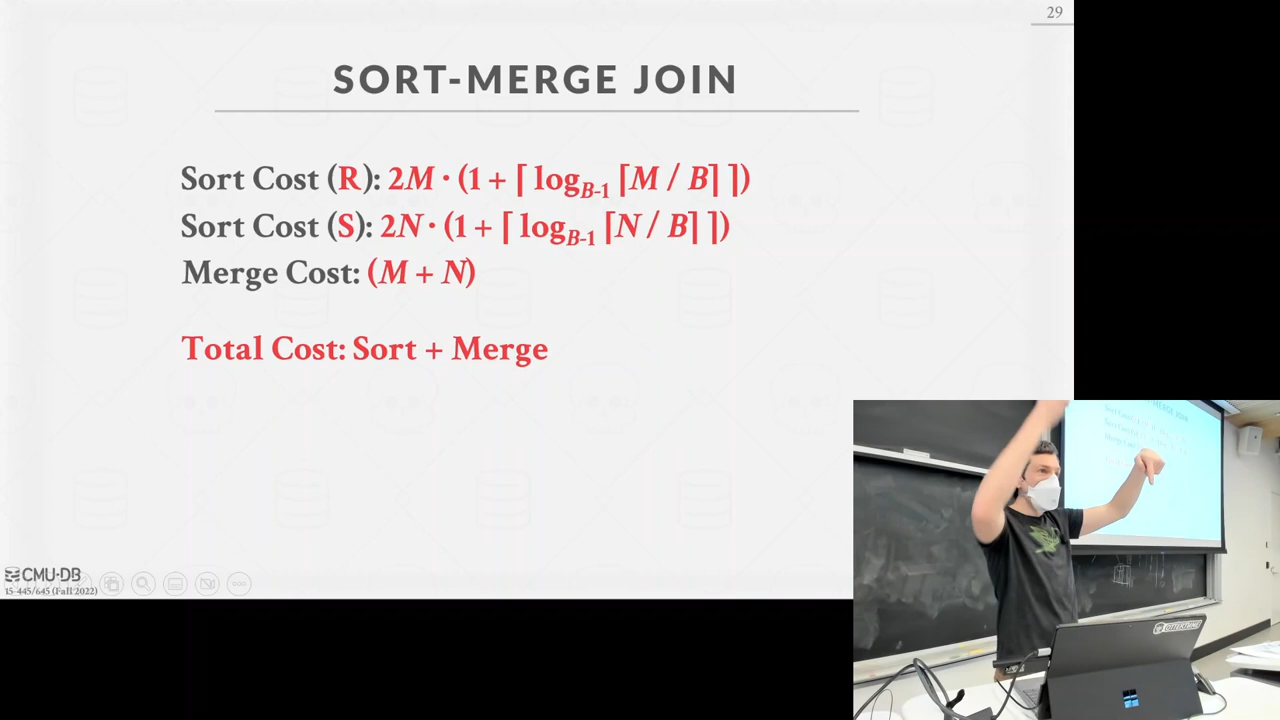 29
SORT-MERGE JOIN
Sort Cost (R): 2M · (1 + ⌈ log_{B-1} ⌈M / B⌉ ⌉)
Sort Cost (S): 2N · (1 + ⌈ log_{B-1} ⌈N / B⌉ ⌉)
Merge Cost: (M + N)
Total Cost: Sort + Merge
CMU·DB
15-445/645 (Fall 2022)